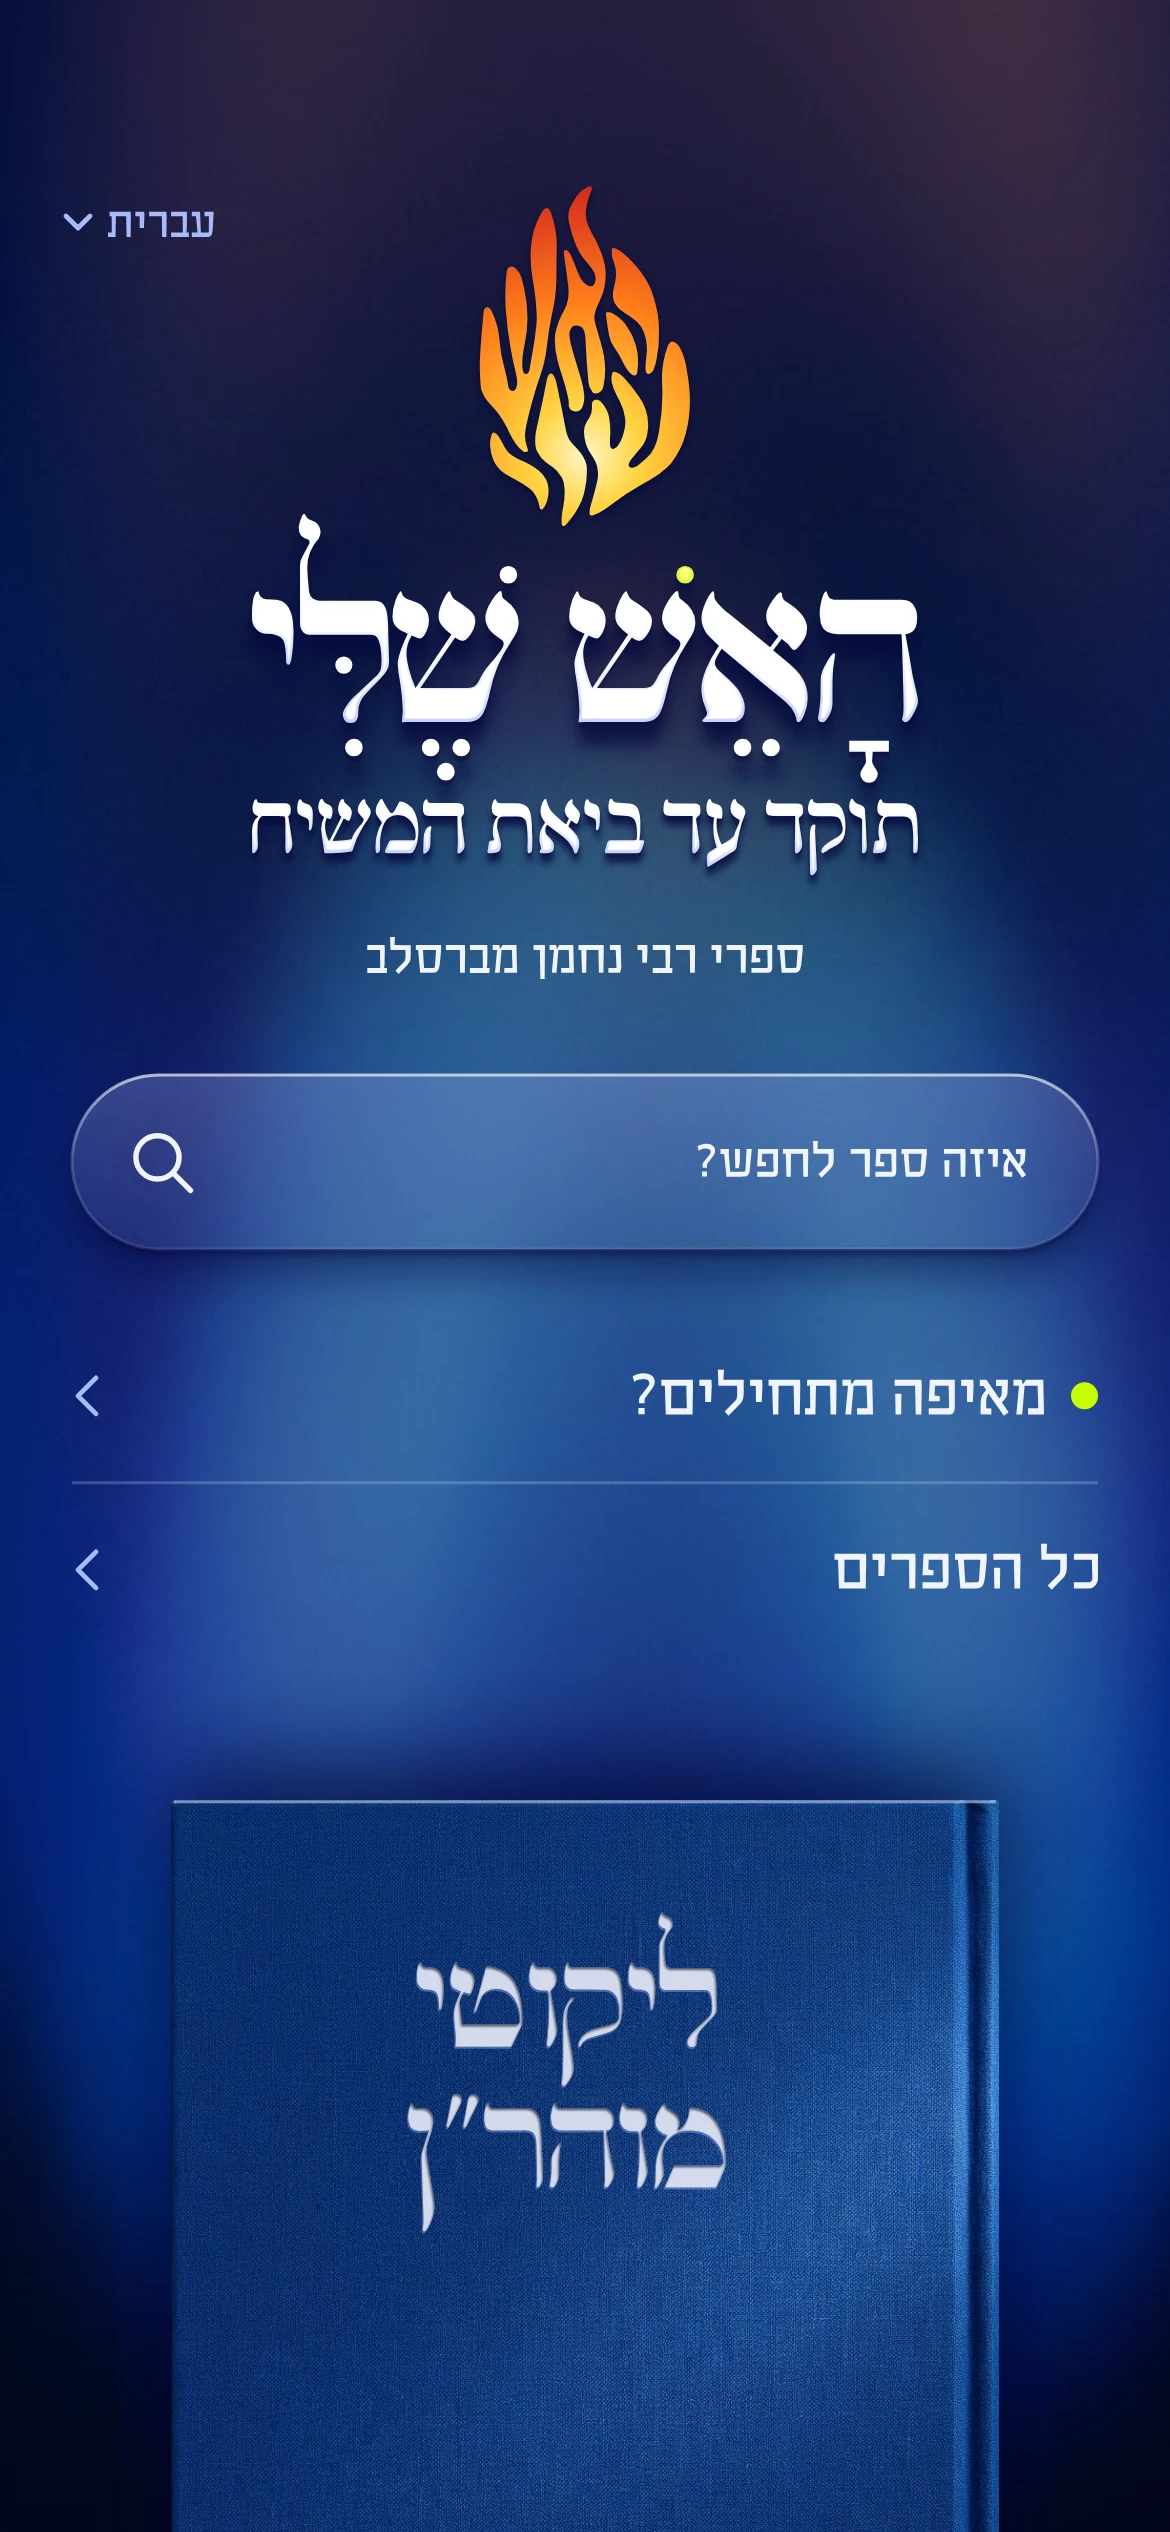 עברית
הָאֵשׁ שֶׁלִּי
תוקד עד ביאת המשיח
ספרי רבי נחמן מברסלב
איזה ספר לחפש?
מאיפה מתחילים?
כל הספרים
ליקוטי
מוהר״ן